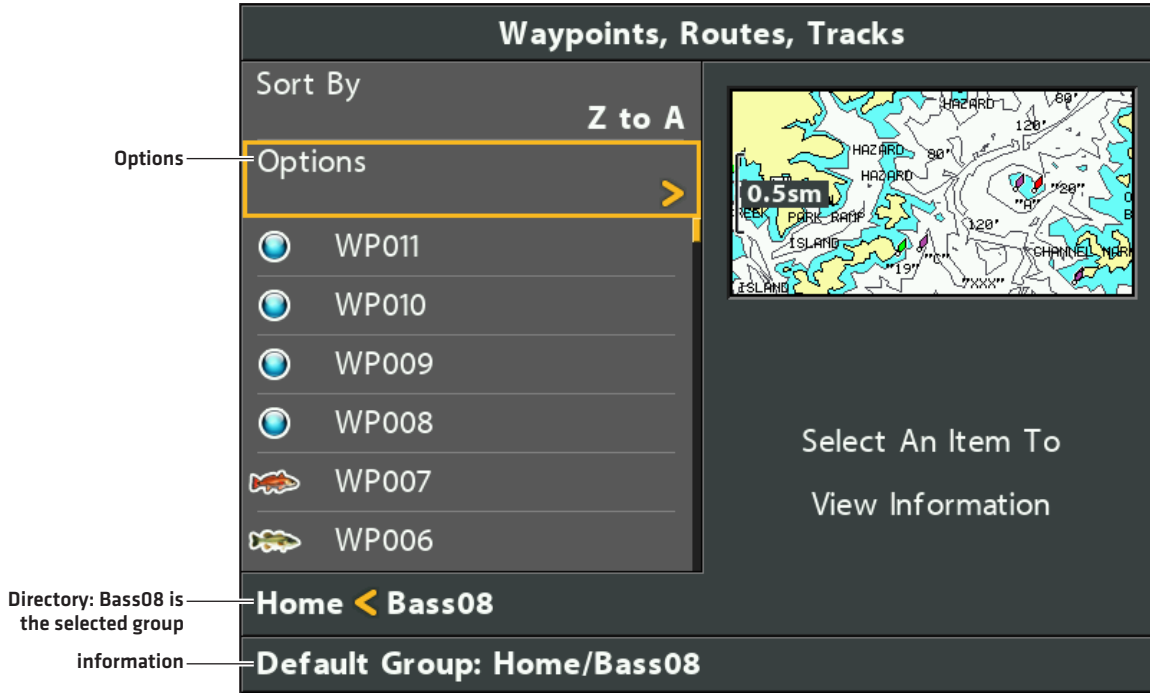 Waypoints, Routes, Tracks
Sort By
Z to A
Options
Options
>
WP011
WP010
WP009
WP008
WP007
WP006
HAZARD
80'
120'
HAZARD
80"
HAZARD
0.5sm
"20"
"A"
PARK RAMP
120'
ISLAND
"C"
"19"
"XXX"
ISLAND
Select An Item To
View Information
Directory: Bass08 is
the selected group
Home < Bass08
information
Default Group: Home/Bass08